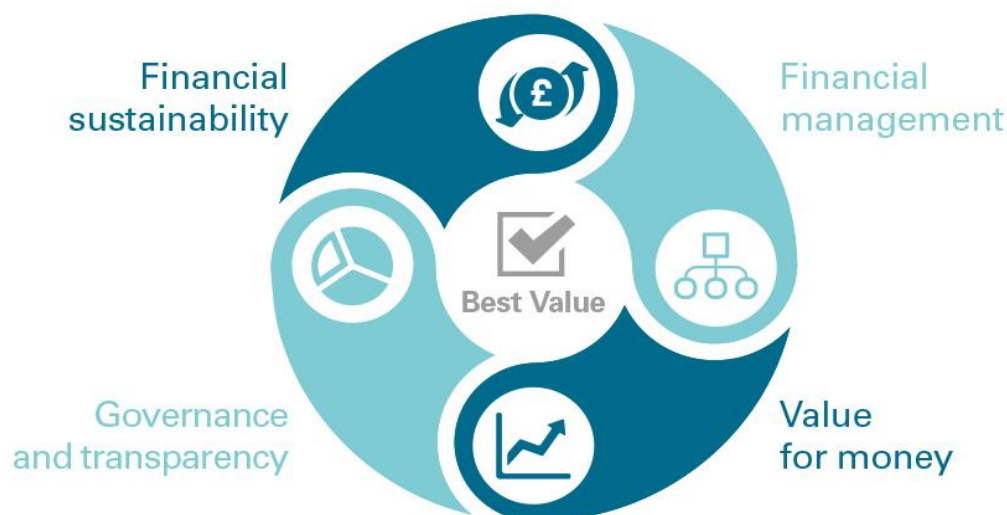 Financial
sustainability
Financial
management
£
Best Value
Governance
and transparency
Value
for money